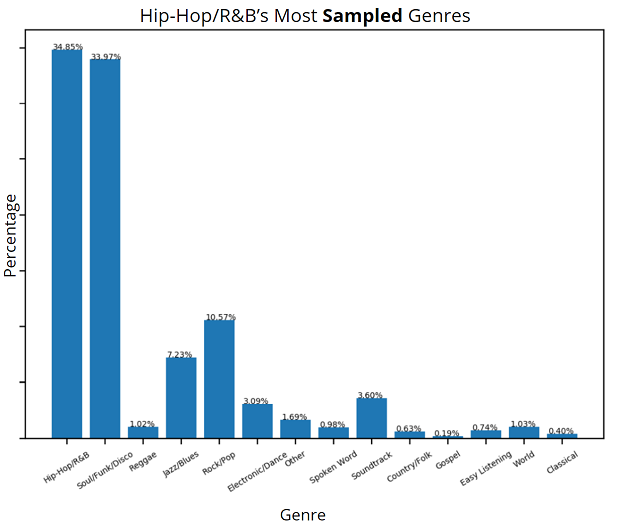 Hip-Hop/R&B’s Most Sampled Genres
Percentage
34.85%
33.97%
1.02%
7.23%
10.57%
3.09%
1.69%
0.98%
3.60%
0.63%
0.19%
0.74%
1.03%
0.40%
Hip-Hop/R&B
Soul/Funk/Disco
Reggae
Jazz/Blues
Rock/Pop
Electronic/Dance
Other
Spoken Word
Soundtrack
Country/Folk
Gospel
Easy Listening
World
Classical
Genre